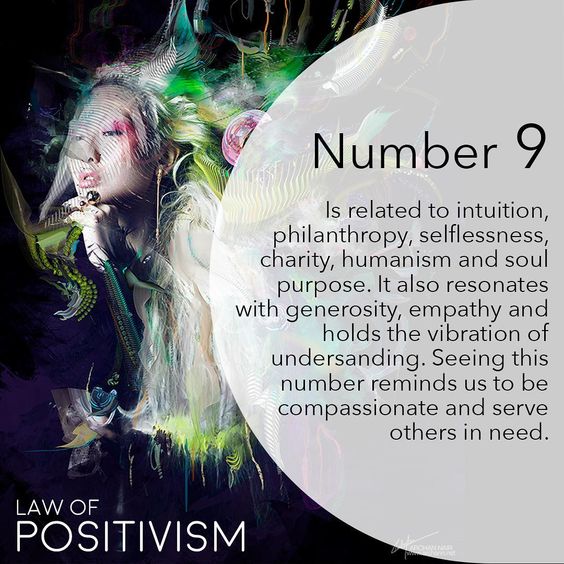 Number 9
Is related to intuition,
philanthropy, selflessness,
charity, humanism and soul
purpose. It also resonates
with generosity, empathy and
holds the vibration of
undersanding. Seeing this
number reminds us to be
compassionate and serve
others in need.
LAW OF
POSITIVISM
ARCHAN NAIR